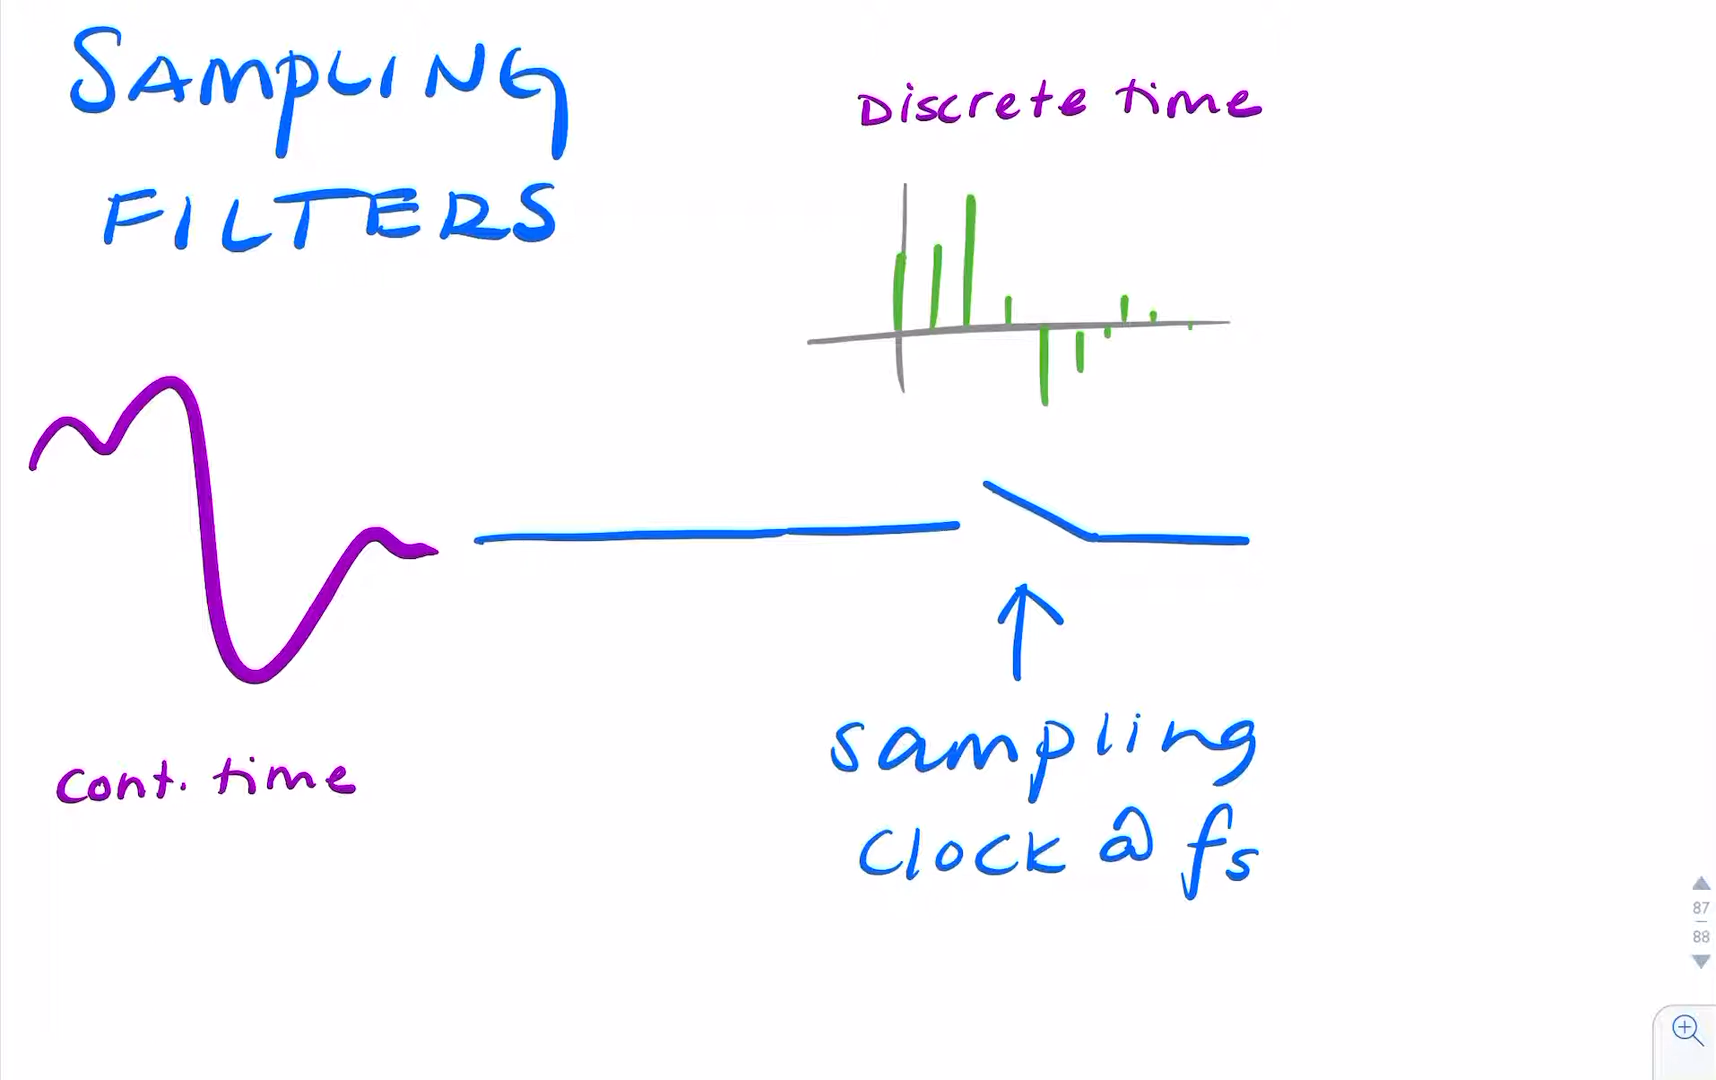 SAMPLING
FILTERS
Discrete time
cont. time
sampling
clock @ fs
87
88